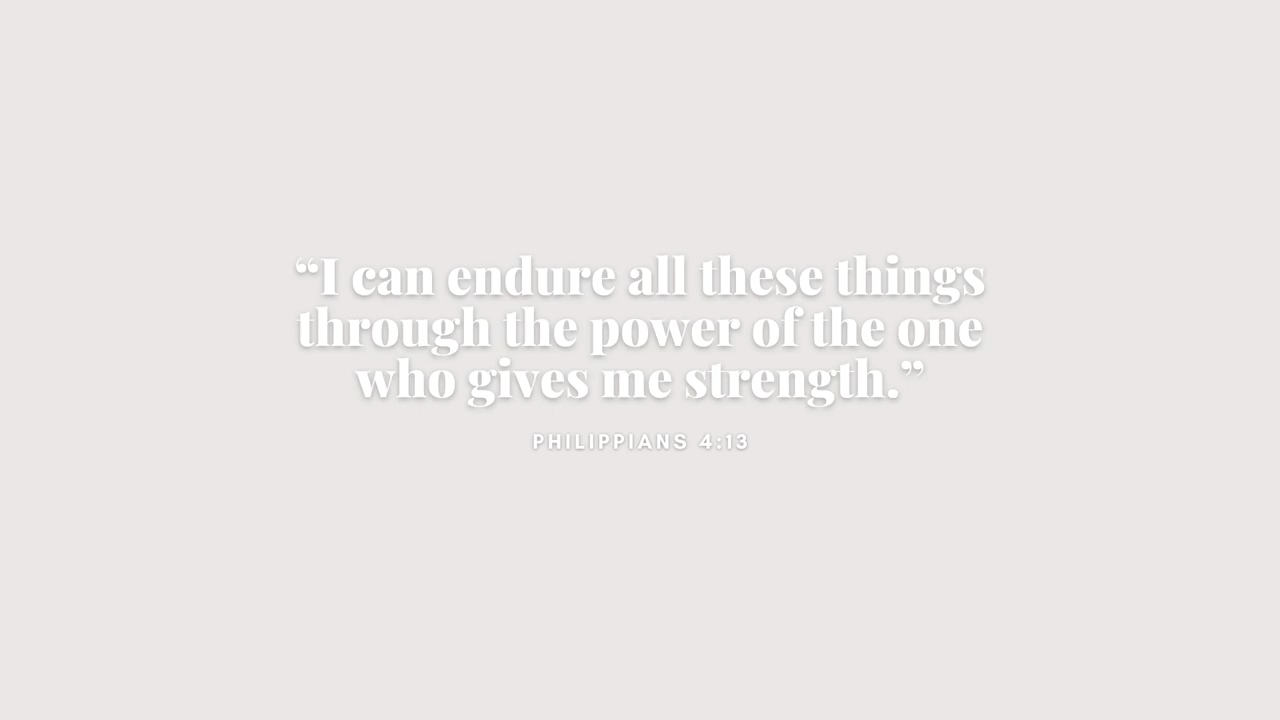 “I can endure all these things
through the power of the one
who gives me strength.”
PHILIPPIANS 4:13